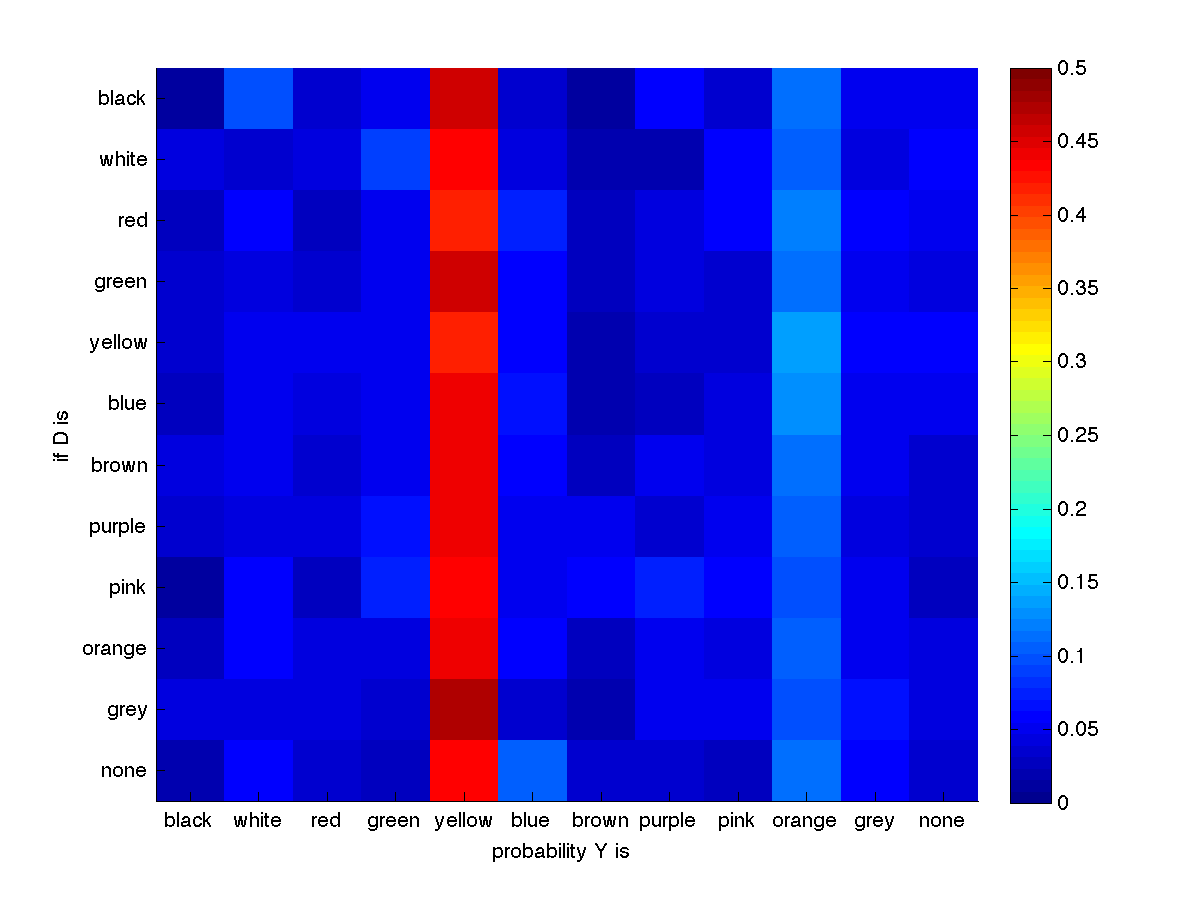 black
white
red
green
yellow
blue
brown
purple
pink
orange
grey
none
if D is
black white red green yellow blue brown purple pink orange grey none
probability Y is
0.5
0.45
0.4
0.35
0.3
0.25
0.2
0.15
0.1
0.05
0